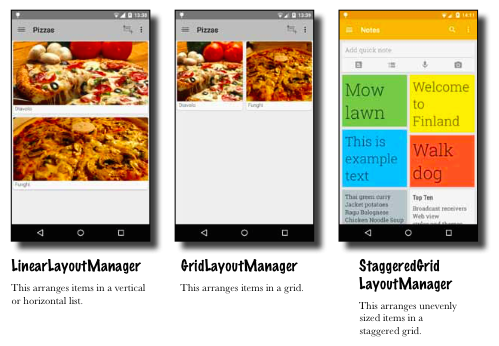 13:38
Pizzas
Diavolo
Funghi
LinearLayoutManager
This arranges items in a vertical
or horizontal list.
13:39
Pizzas
Diavolo
Funghi
GridLayoutManager
This arranges items in a grid.
14:11
Notes
Add quick note
Mow
lawn
Welcome
to
Finland
This is
example
text
Walk
dog
Thai green curry
Jacket potatoes
Ragu Bolognese
Chicken Noodle Soup
Top Ten
Broadcast receivers
Web view
StaggeredGrid
LayoutManager
This arranges unevenly
sized items in a
staggered grid.